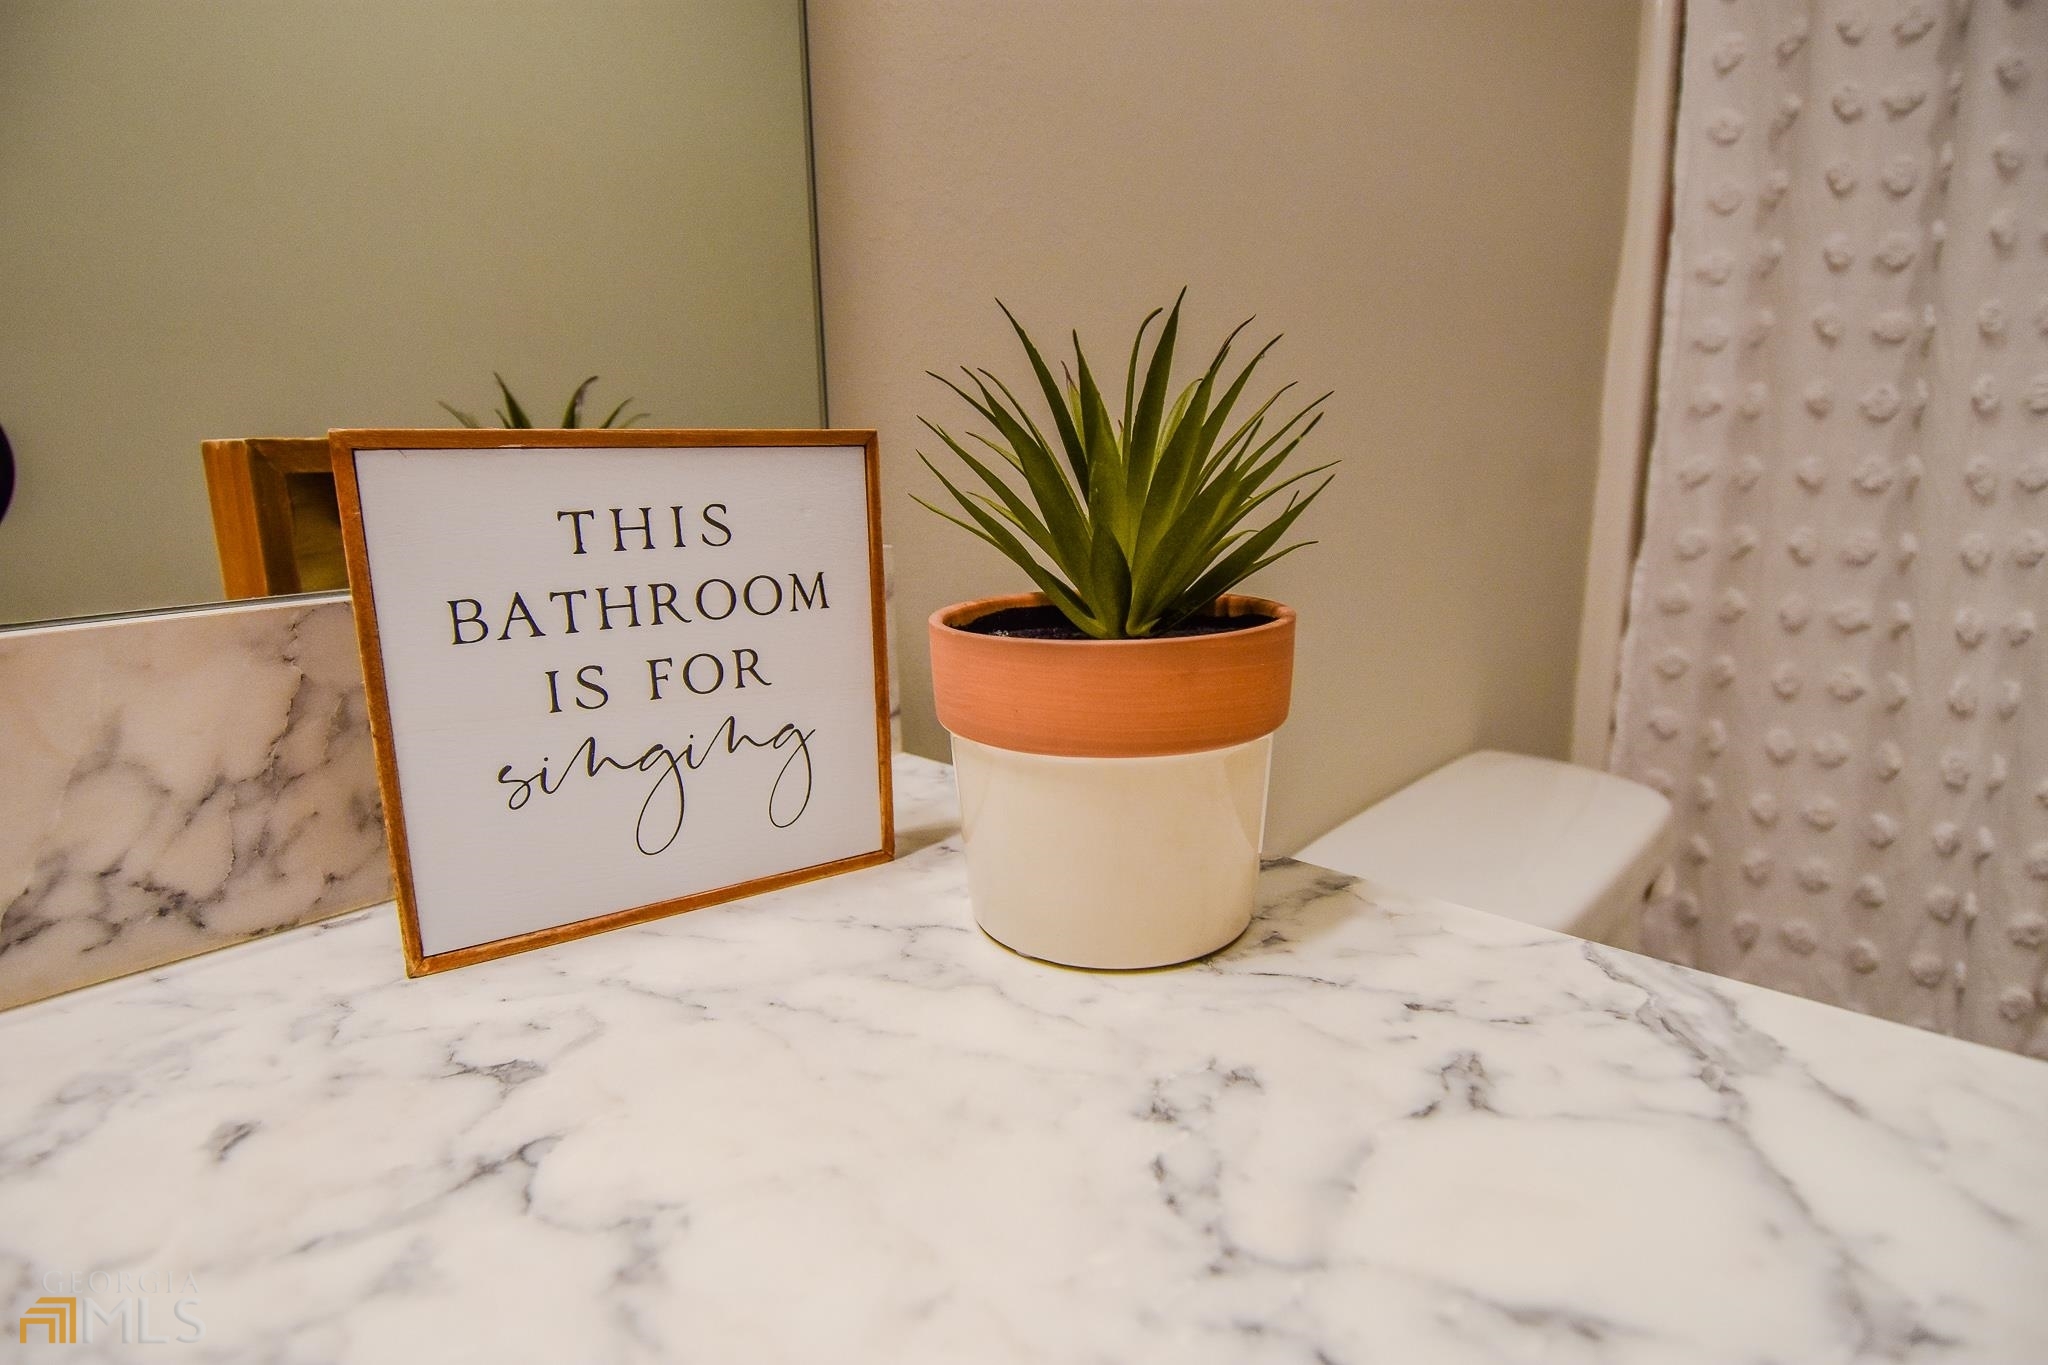 THIS
BATHROOM
IS FOR
singing
GEORGIA
MLS